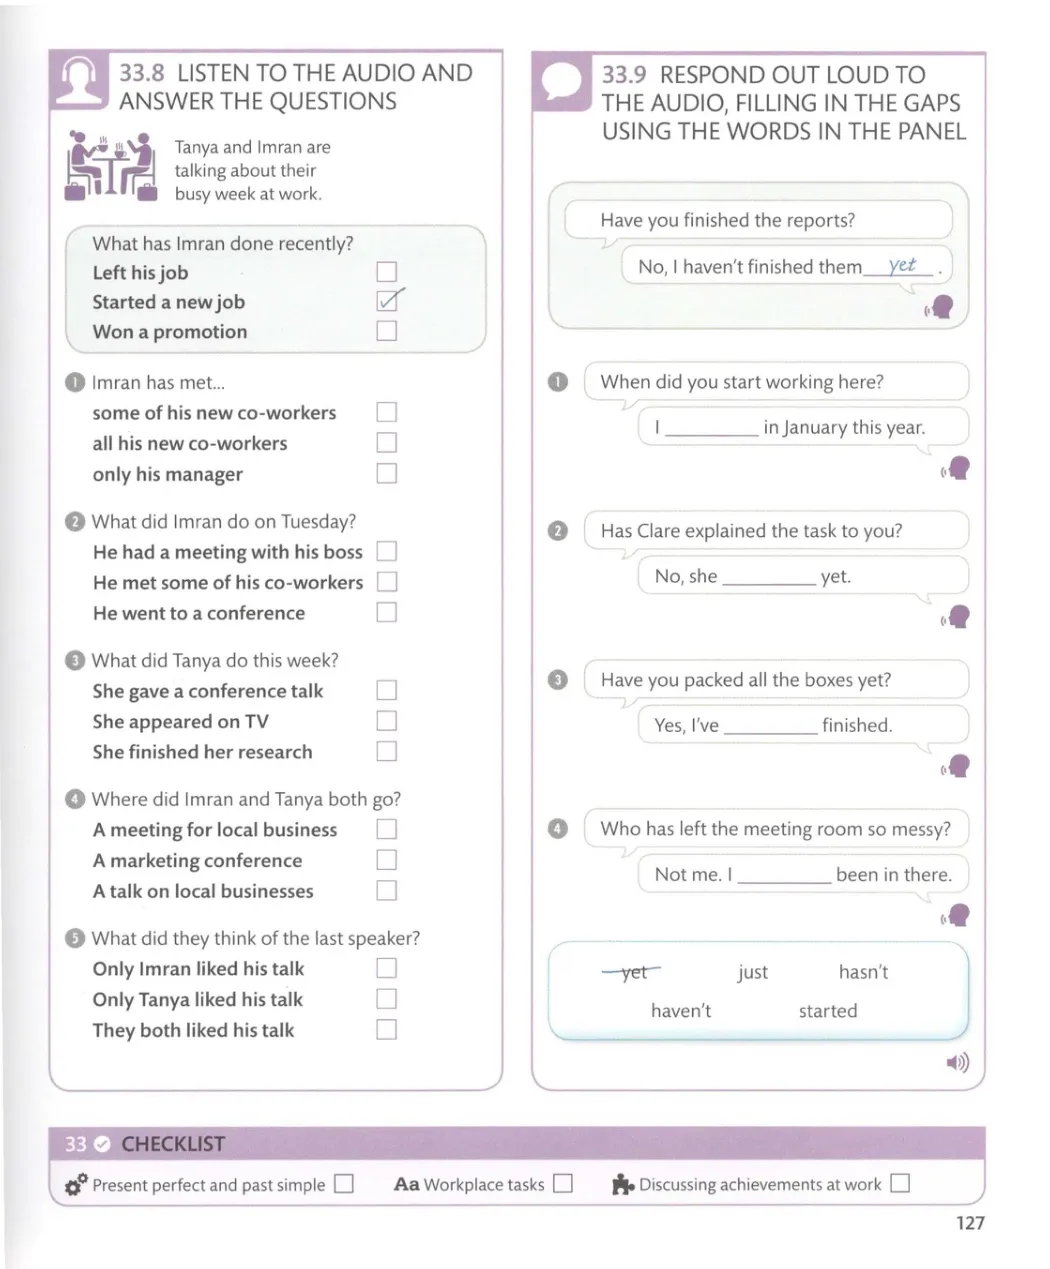 33.8 LISTEN TO THE AUDIO AND
ANSWER THE QUESTIONS
Tanya and Imran are
talking about their
busy week at work.
What has Imran done recently?
Left his job
Started a new job
Won a promotion
1 Imran has met...
some of his new co-workers
all his new co-workers
only his manager
2 What did Imran do on Tuesday?
He had a meeting with his boss
He met some of his co-workers
He went to a conference
3 What did Tanya do this week?
She gave a conference talk
She appeared on TV
She finished her research
4 Where did Imran and Tanya both go?
A meeting for local business
A marketing conference
A talk on local businesses
5 What did they think of the last speaker?
Only Imran liked his talk
Only Tanya liked his talk
They both liked his talk
33.9 RESPOND OUT LOUD TO
THE AUDIO, FILLING IN THE GAPS
USING THE WORDS IN THE PANEL
Have you finished the reports?
No, I haven't finished them yet .
1 When did you start working here?
I __________ in January this year.
2 Has Clare explained the task to you?
No, she __________ yet.
3 Have you packed all the boxes yet?
Yes, I've __________ finished.
4 Who has left the meeting room so messy?
Not me. I __________ been in there.
yet just hasn't
haven't started
33 CHECKLIST
Present perfect and past simple Aa Workplace tasks Discussing achievements at work
127